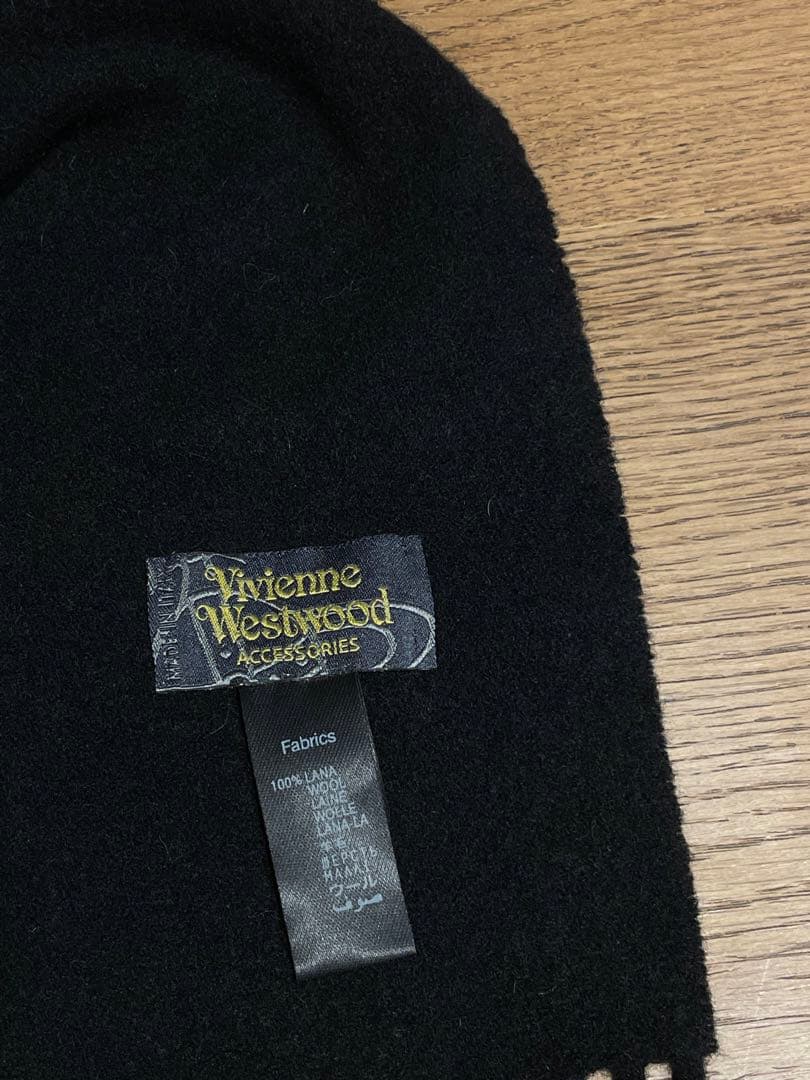 MADE IN ITALY
Vivienne
Westwood
ACCESSORIES
Fabrics
100% LANA
WOOL
LAINE
WOLLE
LANA LA
羊毛
ШЕРСТЬ
ウール
صوف